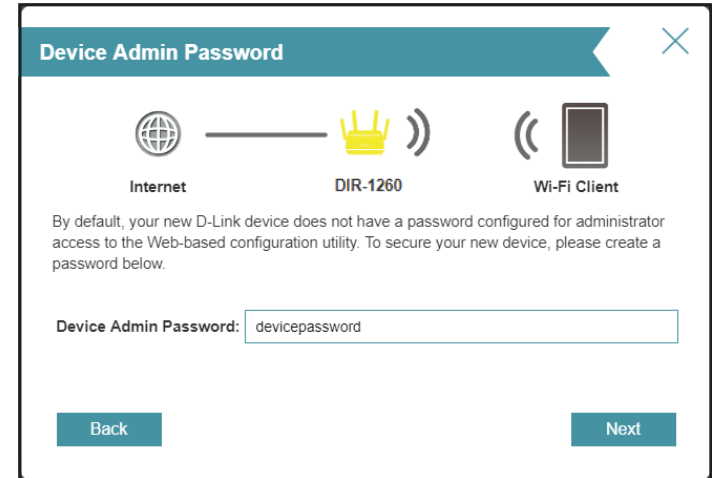 Device Admin Password
Internet
DIR-1260
Wi-Fi Client
By default, your new D-Link device does not have a password configured for administrator
access to the Web-based configuration utility. To secure your new device, please create a
password below.
Device Admin Password: devicepassword
Back
Next